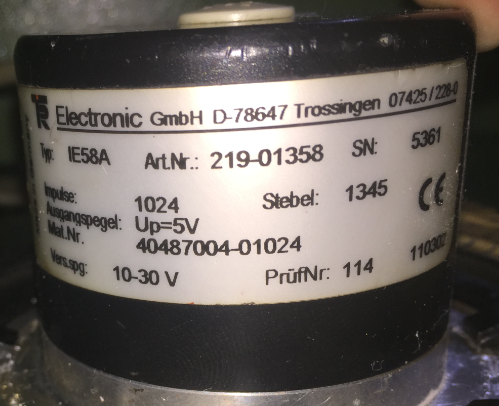 TR Electronic GmbH D-78647 Trossingen 07425/228-0
Typ: IE58A Art.Nr.: 219-01358 SN: 5361
Impulse: 1024 Stebel: 1345 CE
Ausgangspegel: Up=5V
Mat.Nr. 40487004-01024
Vers.spg: 10-30 V PrüfNr: 114 110302